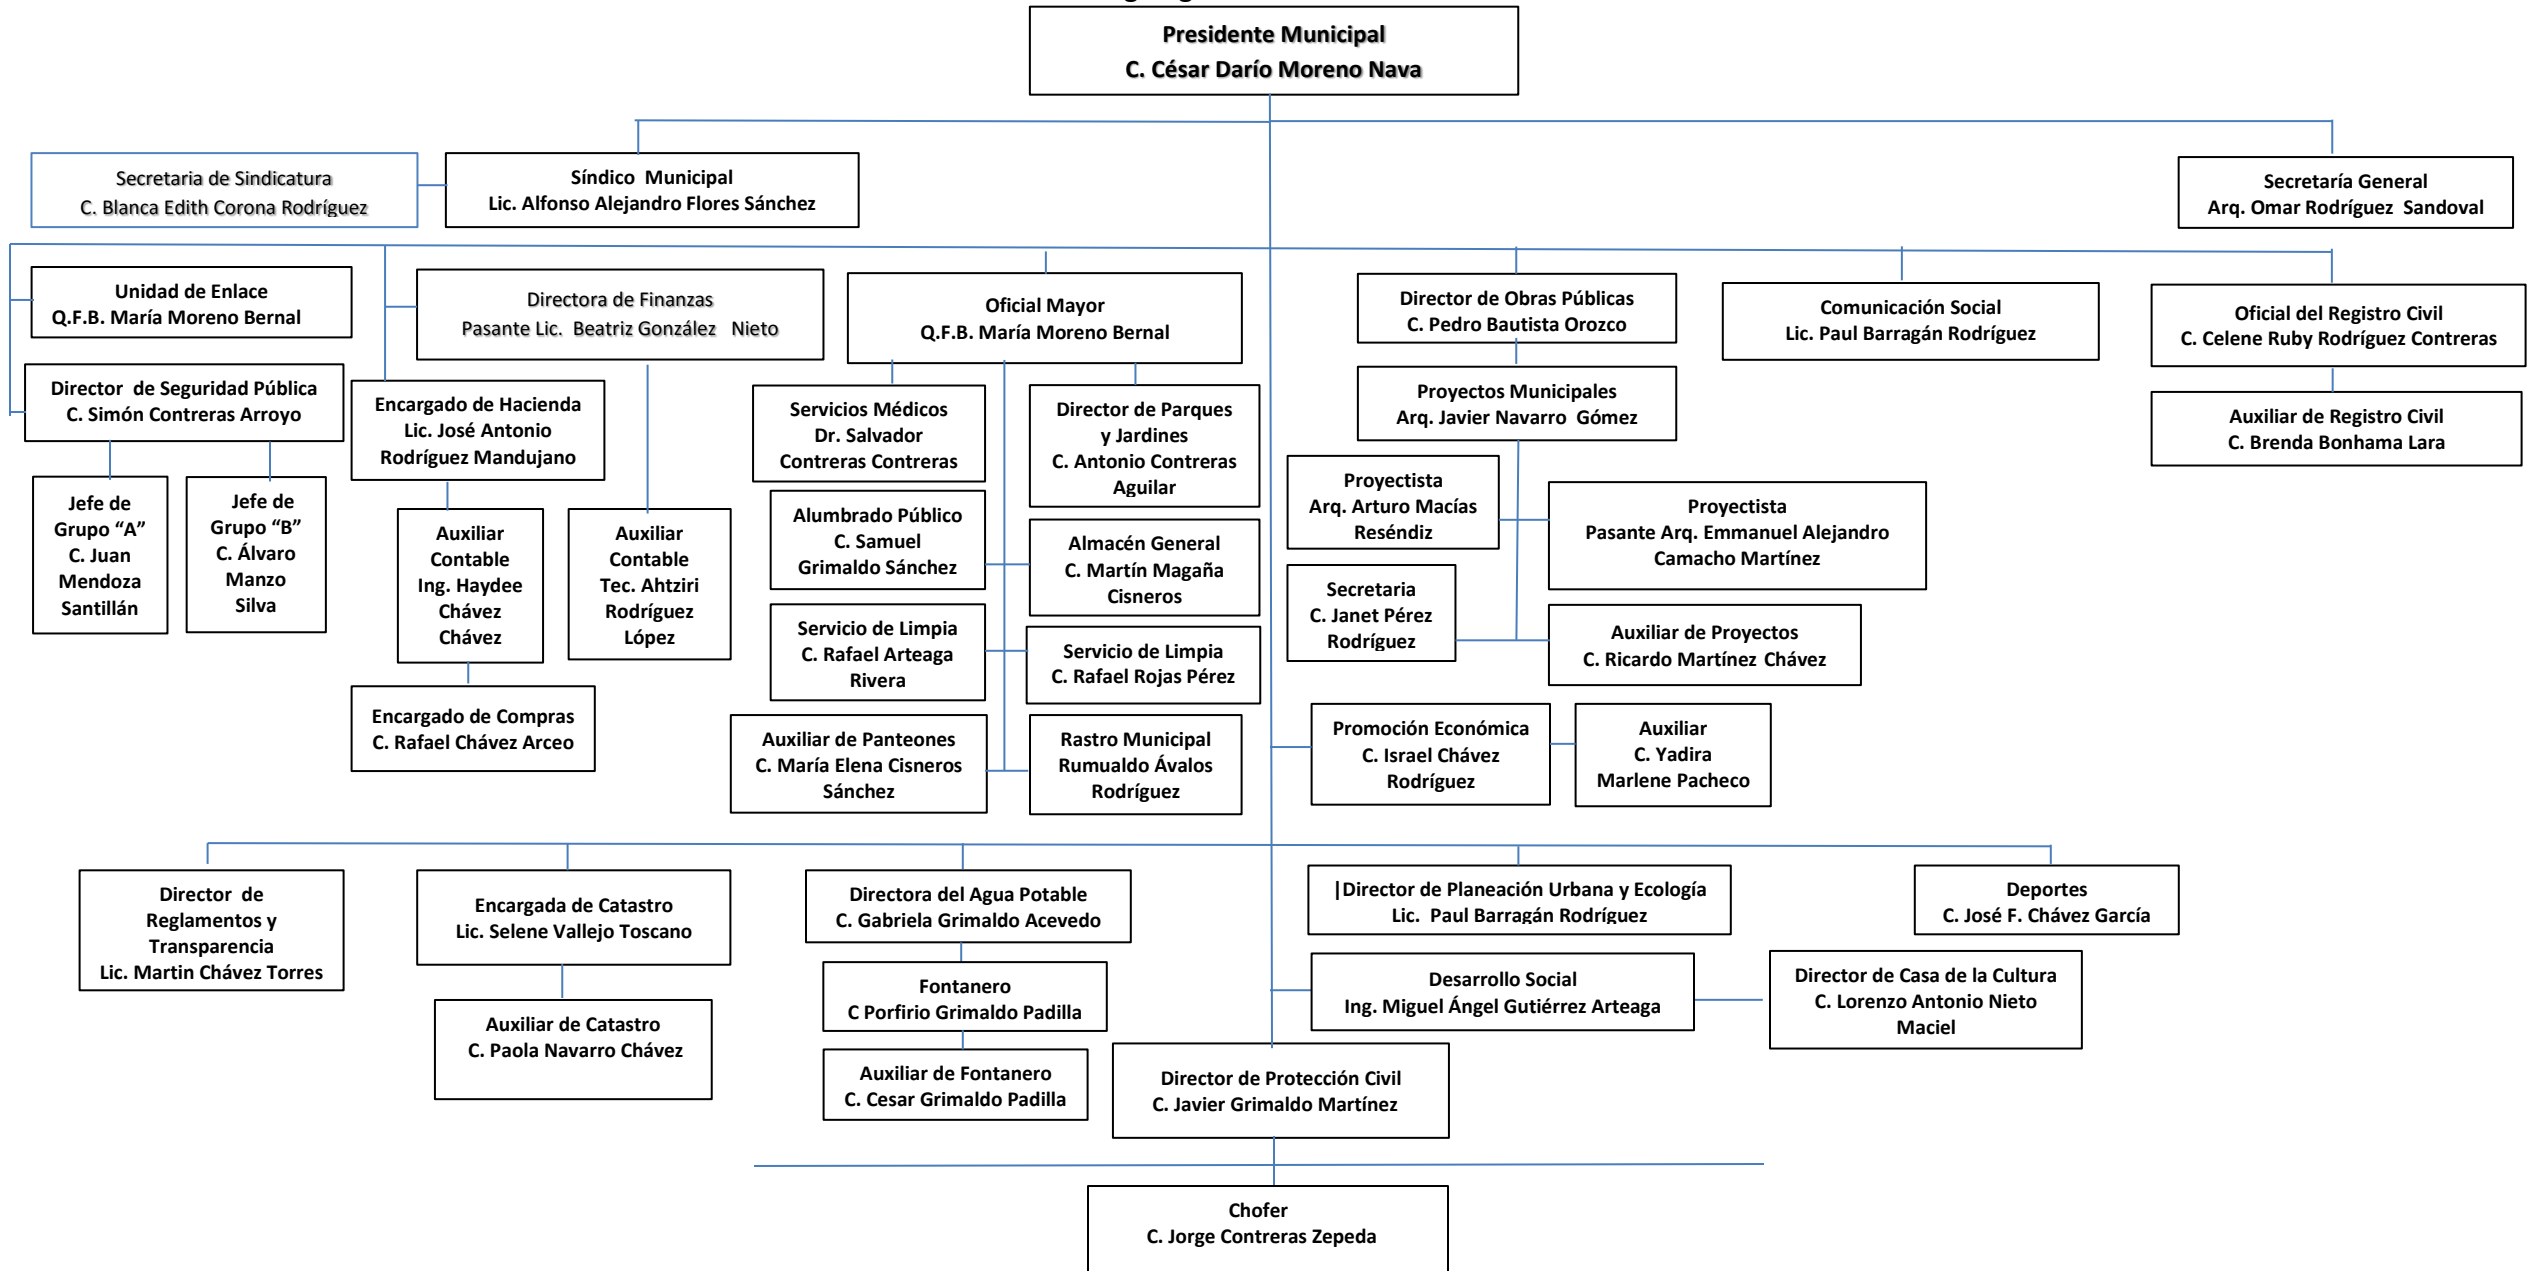 Presidente Municipal
C. César Darío Moreno Nava
Secretaria de Sindicatura
C. Blanca Edith Corona Rodríguez
Síndico Municipal
Lic. Alfonso Alejandro Flores Sánchez
Secretaría General
Arq. Omar Rodríguez Sandoval
Unidad de Enlace
Q.F.B. María Moreno Bernal
Directora de Finanzas
Pasante Lic. Beatriz González Nieto
Oficial Mayor
Q.F.B. María Moreno Bernal
Director de Obras Públicas
C. Pedro Bautista Orozco
Comunicación Social
Lic. Paul Barragán Rodríguez
Oficial del Registro Civil
C. Celene Ruby Rodríguez Contreras
Director de Seguridad Pública
C. Simón Contreras Arroyo
Encargado de Hacienda
Lic. José Antonio
Rodríguez Mandujano
Servicios Médicos
Dr. Salvador
Contreras Contreras
Director de Parques
y Jardines
C. Antonio Contreras
Aguilar
Proyectos Municipales
Arq. Javier Navarro Gómez
Auxiliar de Registro Civil
C. Brenda Bonhama Lara
Jefe de
Grupo “A”
C. Juan
Mendoza
Santillán
Jefe de
Grupo “B”
C. Álvaro
Manzo
Silva
Auxiliar
Contable
Ing. Haydee
Chávez
Chávez
Auxiliar
Contable
Tec. Ahtziri
Rodríguez
López
Alumbrado Público
C. Samuel
Grimaldo Sánchez
Almacén General
C. Martín Magaña
Cisneros
Proyectista
Arq. Arturo Macías
Reséndiz
Proyectista
Pasante Arq. Emmanuel Alejandro
Camacho Martínez
Secretaria
C. Janet Pérez
Rodríguez
Auxiliar de Proyectos
C. Ricardo Martínez Chávez
Servicio de Limpia
C. Rafael Arteaga
Rivera
Servicio de Limpia
C. Rafael Rojas Pérez
Encargado de Compras
C. Rafael Chávez Arceo
Auxiliar de Panteones
C. María Elena Cisneros
Sánchez
Rastro Municipal
Rumualdo Ávalos
Rodríguez
Promoción Económica
C. Israel Chávez
Rodríguez
Auxiliar
C. Yadira
Marlene Pacheco
Director de
Reglamentos y
Transparencia
Lic. Martin Chávez Torres
Encargada de Catastro
Lic. Selene Vallejo Toscano
Directora del Agua Potable
C. Gabriela Grimaldo Acevedo
|Director de Planeación Urbana y Ecología
Lic. Paul Barragán Rodríguez
Deportes
C. José F. Chávez García
Fontanero
C Porfirio Grimaldo Padilla
Desarrollo Social
Ing. Miguel Ángel Gutiérrez Arteaga
Director de Casa de la Cultura
C. Lorenzo Antonio Nieto
Maciel
Auxiliar de Catastro
C. Paola Navarro Chávez
Auxiliar de Fontanero
C. Cesar Grimaldo Padilla
Director de Protección Civil
C. Javier Grimaldo Martínez
Chofer
C. Jorge Contreras Zepeda